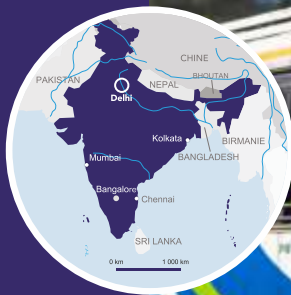 CHINE
PAKISTAN
BHOUTAN
NEPAL
Delhi
Kolkata
BIRMANIE
BANGLADESH
Mumbai
Bangalore
Chennai
SRI LANKA
0 km 1 000 km